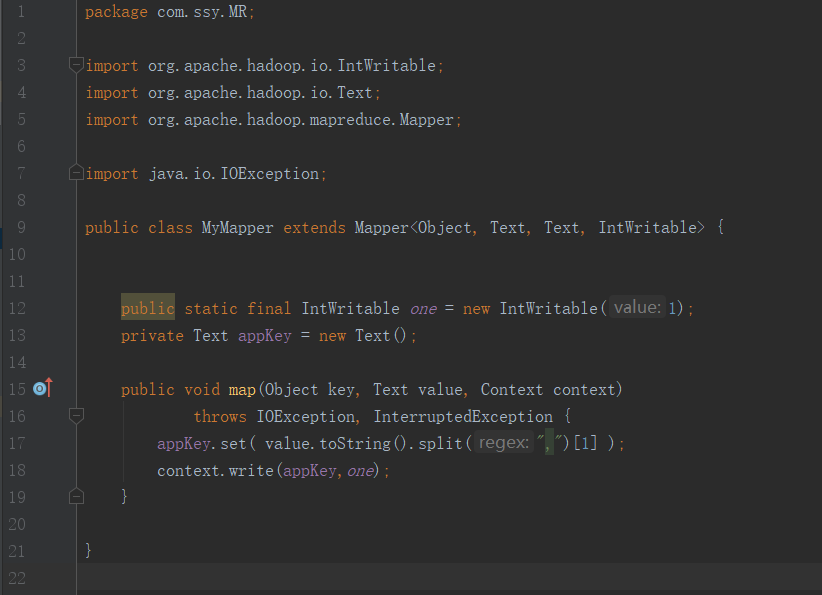 1 package com.ssy.MR;
2
3 import org.apache.hadoop.io.IntWritable;
4 import org.apache.hadoop.io.Text;
5 import org.apache.hadoop.mapreduce.Mapper;
6
7 import java.io.IOException;
8
9 public class MyMapper extends Mapper<Object, Text, Text, IntWritable> {
10
11
12 public static final IntWritable one = new IntWritable( value: 1);
13 private Text appKey = new Text();
14
15 public void map(Object key, Text value, Context context)
16 throws IOException, InterruptedException {
17 appKey.set( value.toString().split( regex: ",")[1] );
18 context.write(appKey,one);
19 }
20
21 }
22